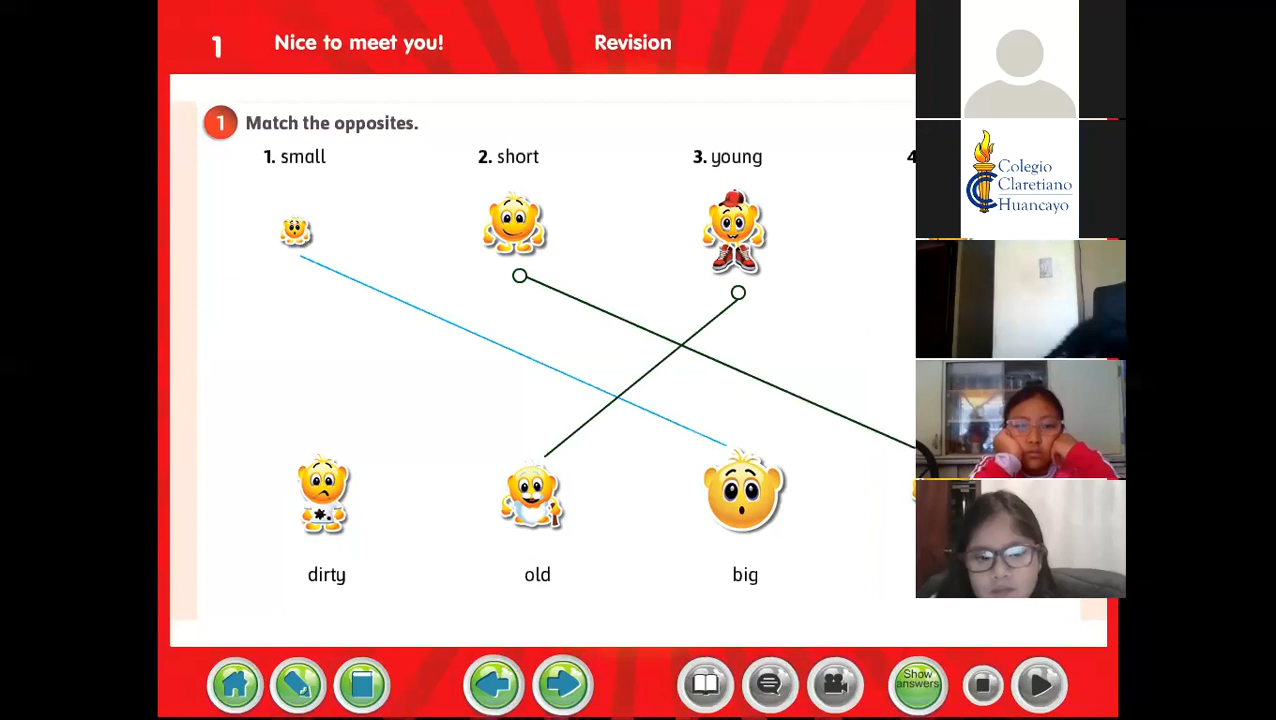 1 Nice to meet you! Revision
1 Match the opposites.
1. small 2. short 3. young 4
Colegio
Claretiano
Huancayo
dirty old big
Show
answers